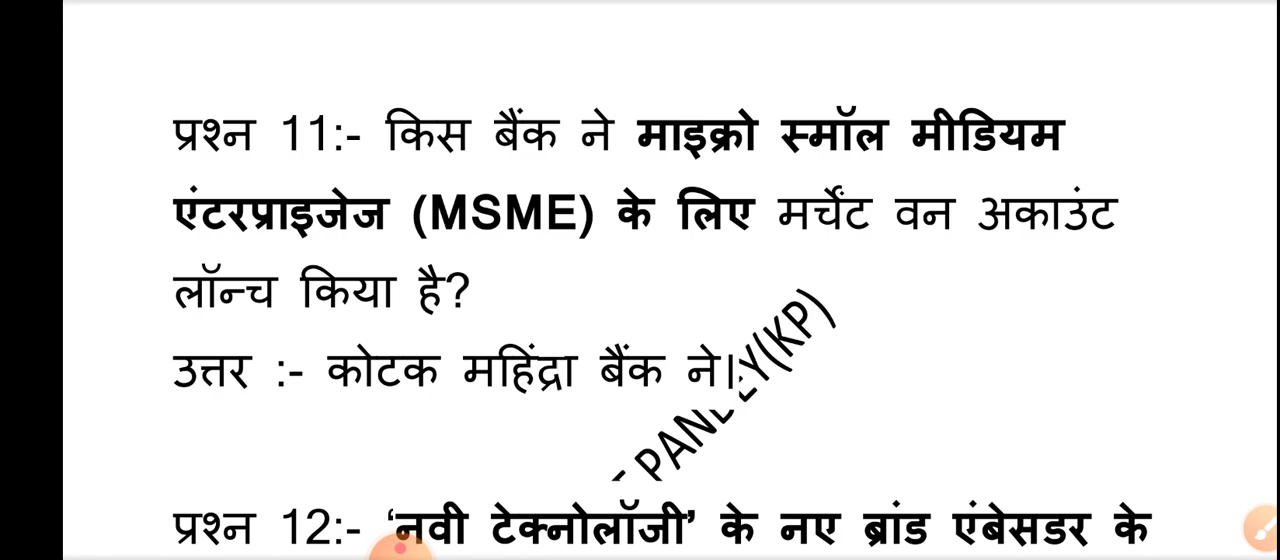 प्रश्न 11:- किस बैंक ने माइक्रो स्मॉल मीडियम
एंटरप्राइजेज (MSME) के लिए मर्चेंट वन अकाउंट
लॉन्च किया है?
उत्तर :- कोटक महिंद्रा बैंक ने|
PANDEY(KP)
प्रश्न 12:- ‘नवी टेक्नोलॉजी’ के नए ब्रांड एंबेसडर के